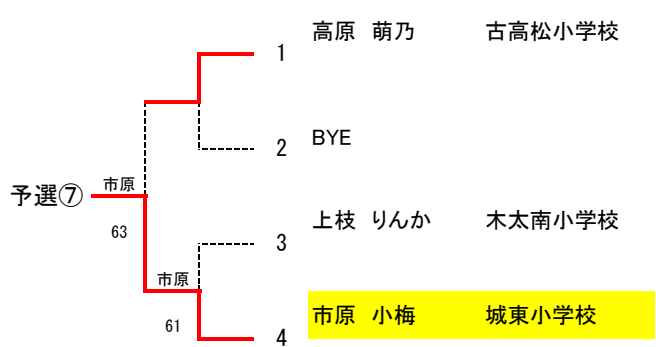 1 高原 萌乃 古高松小学校
2 BYE
市原
予選⑦
63
3 上枝 りんか 木太南小学校
市原
61
4 市原 小梅 城東小学校